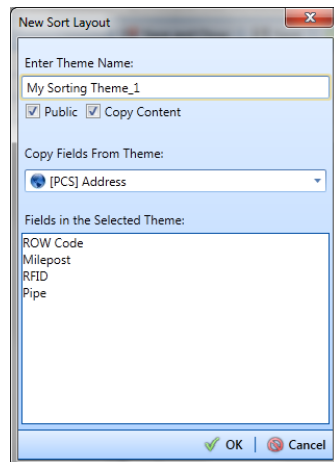 New Sort Layout
Enter Theme Name:
My Sorting Theme_1
Public Copy Content
Copy Fields From Theme:
[PCS] Address
Fields in the Selected Theme:
ROW Code
Milepost
RFID
Pipe
OK | Cancel